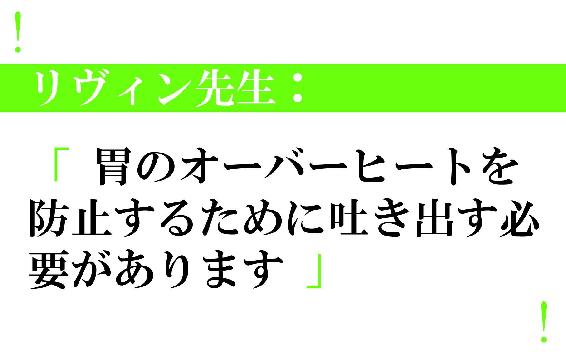 !
リヴィン先生：
「 胃のオーバーヒートを
防止するために吐き出す必
要があります 」
!